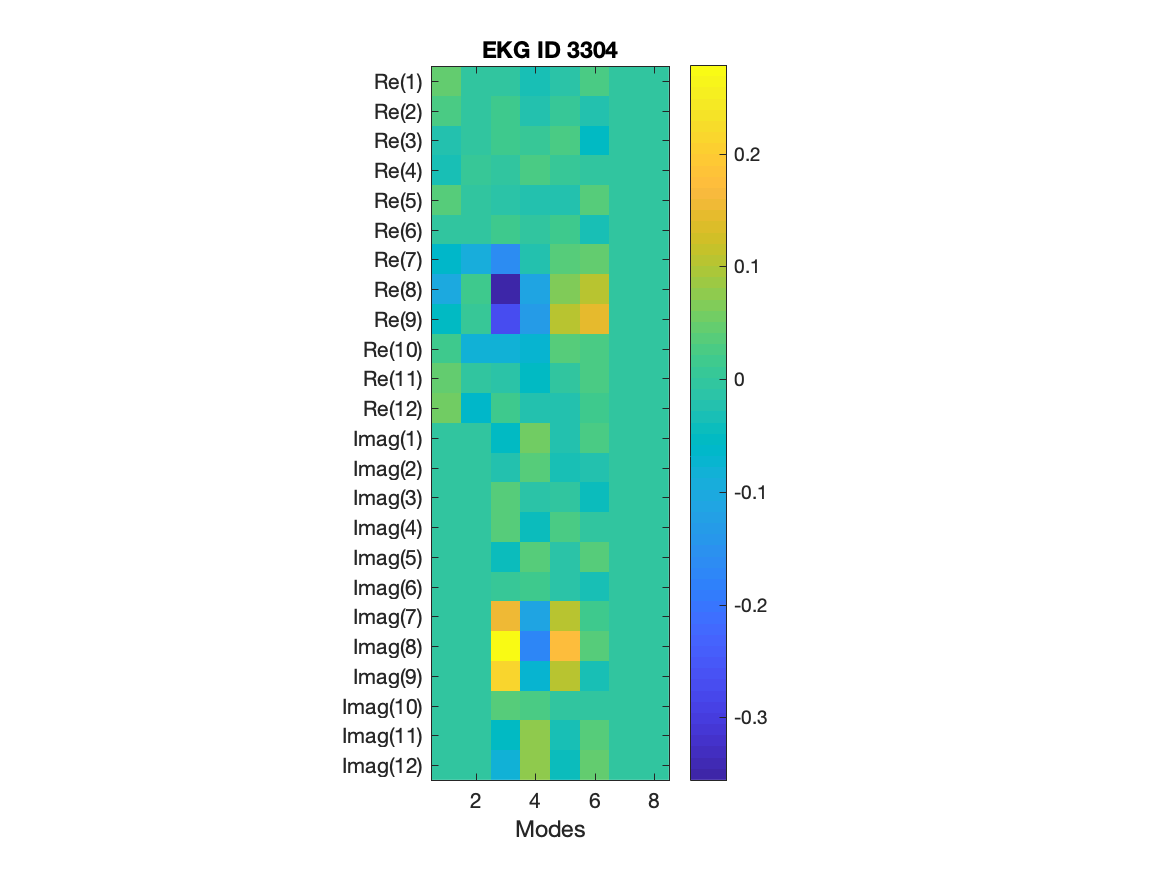 EKG ID 3304
Re(1)
Re(2)
Re(3)
Re(4)
Re(5)
Re(6)
Re(7)
Re(8)
Re(9)
Re(10)
Re(11)
Re(12)
Imag(1)
Imag(2)
Imag(3)
Imag(4)
Imag(5)
Imag(6)
Imag(7)
Imag(8)
Imag(9)
Imag(10)
Imag(11)
Imag(12)
2 4 6 8
Modes
0.2
0.1
0
-0.1
-0.2
-0.3